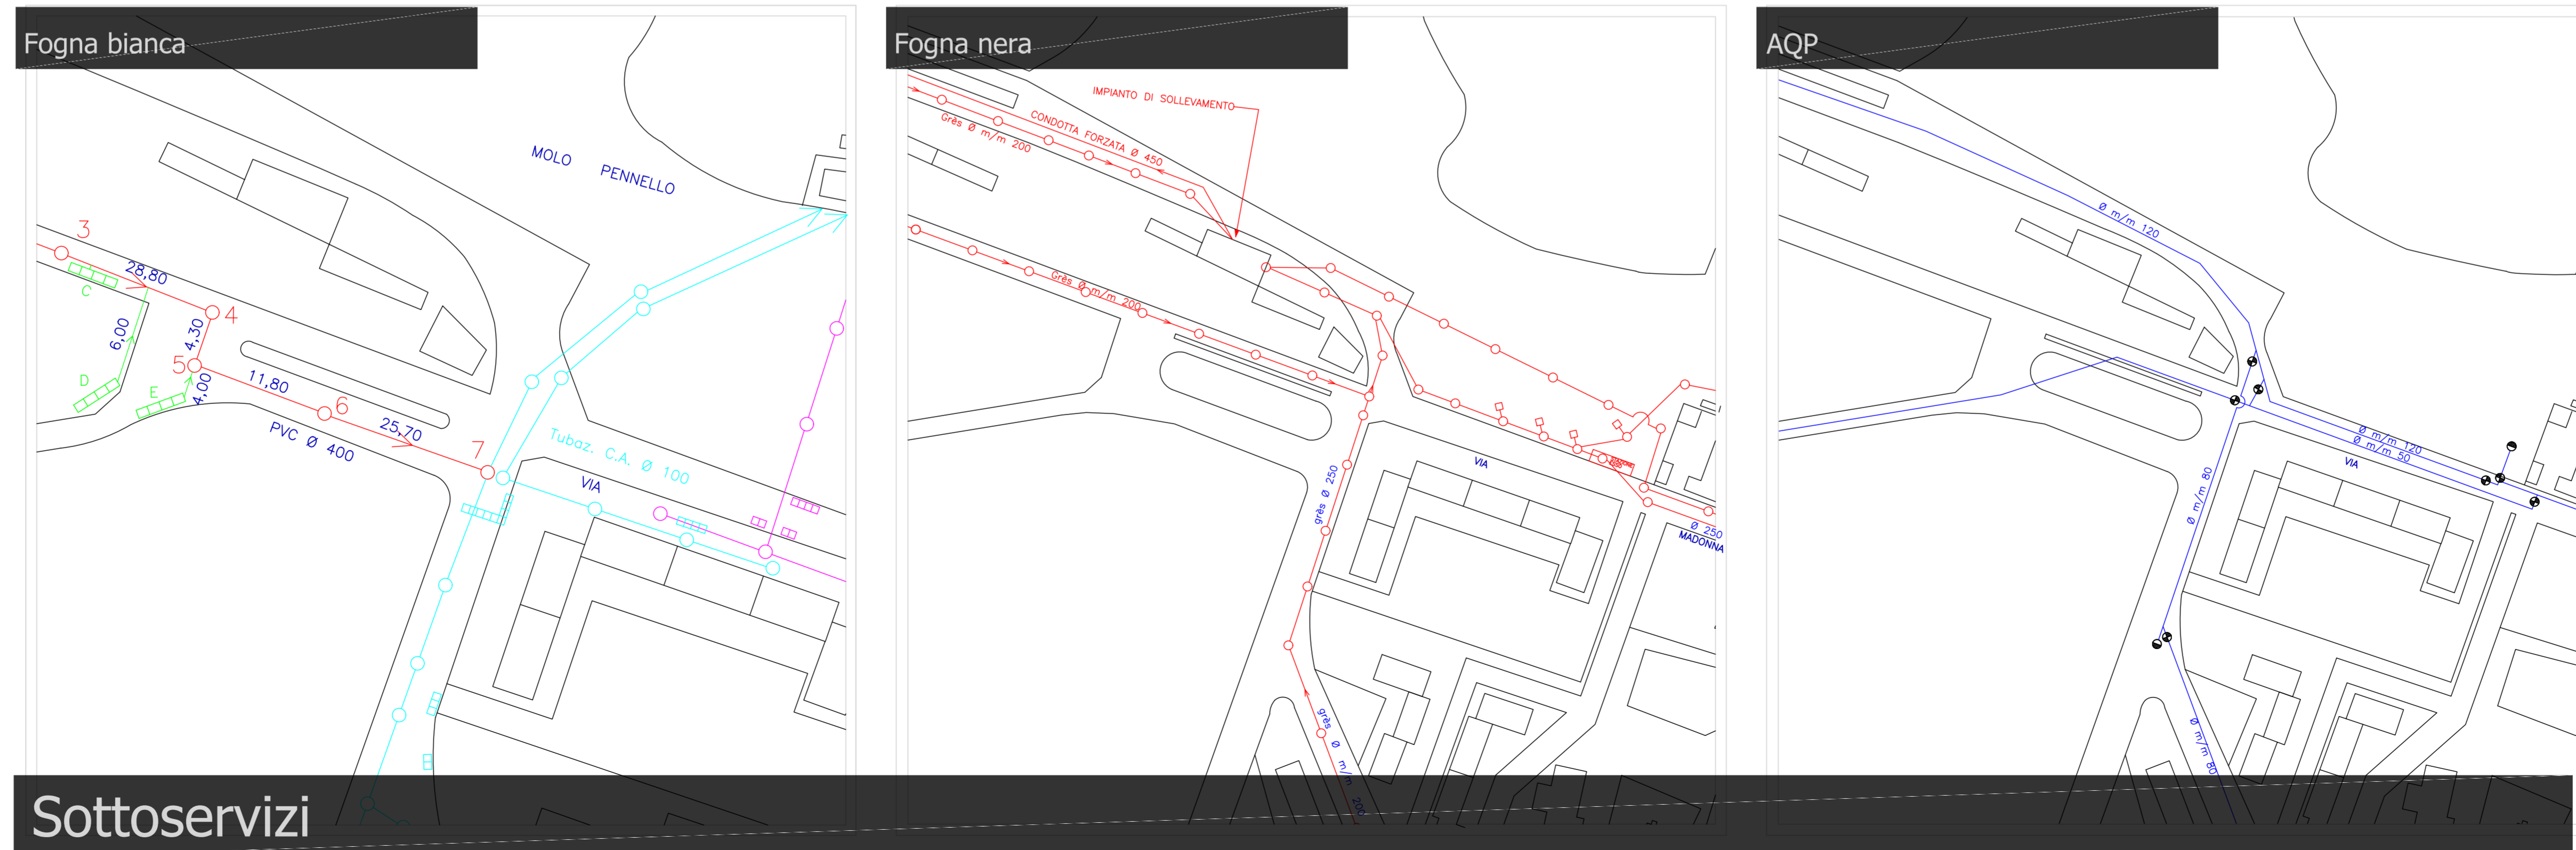 Fogna bianca
MOLO PENNELLO
3
28,80
C
4
6,00
4,30
5
D
E
4,00
11,80
6
25,70
PVC Ø 400
7
Tubaz. C.A. Ø 100
VIA
Fogna nera
IMPIANTO DI SOLLEVAMENTO
CONDOTTA FORZATA Ø 450
Grès Ø m/m 200
Grès Ø m/m 200
VIA
grès Ø 250
Ø 250
MADONNA
grès Ø m/m 200
AQP
Ø m/m 120
Ø m/m 120
Ø m/m 50
VIA
Ø m/m 80
Ø m/m 80
Sottoservizi